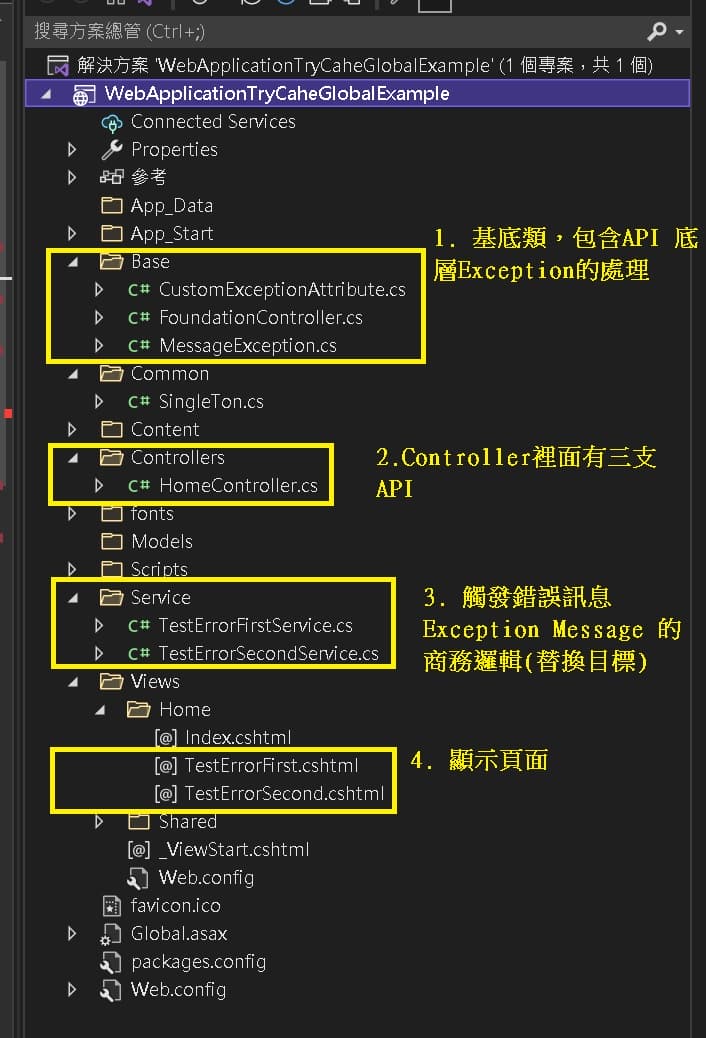 搜尋方案總管 (Ctrl+;)
解決方案 'WebApplicationTryCaheGlobalExample' (1 個專案，共 1 個)
WebApplicationTryCaheGlobalExample
Connected Services
Properties
參考
App_Data
App_Start
1. 基底類，包含API 底
層Exception的處理
Base
C# CustomExceptionAttribute.cs
C# FoundationController.cs
C# MessageException.cs
Common
C# SingleTon.cs
Content
Controllers
C# HomeController.cs
2.Controller裡面有三支
API
fonts
Models
Scripts
Service
C# TestErrorFirstService.cs
C# TestErrorSecondService.cs
3. 觸發錯誤訊息
Exception Message 的
商務邏輯(替換目標)
Views
Home
[@] Index.cshtml
[@] TestErrorFirst.cshtml
[@] TestErrorSecond.cshtml
4. 顯示頁面
Shared
[@] _ViewStart.cshtml
Web.config
favicon.ico
Global.asax
packages.config
Web.config